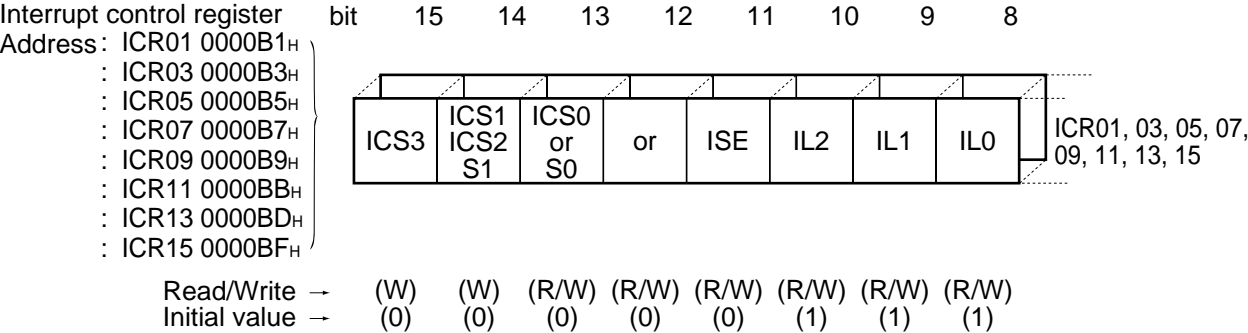 Interrupt control register bit 15 14 13 12 11 10 9 8
Address : ICR01 0000B1H
: ICR03 0000B3H
: ICR05 0000B5H
: ICR07 0000B7H
: ICR09 0000B9H
: ICR11 0000BBH
: ICR13 0000BDH
: ICR15 0000BFH
ICS3
ICS1
ICS2
S1
ICS0
or
S0
or
ISE
IL2
IL1
IL0
ICR01, 03, 05, 07,
09, 11, 13, 15
Read/Write → (W) (W) (R/W) (R/W) (R/W) (R/W) (R/W) (R/W)
Initial value → (0) (0) (0) (0) (0) (1) (1) (1)